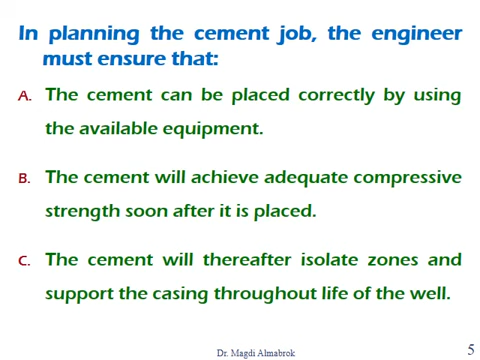 In planning the cement job, the engineer
must ensure that:
A. The cement can be placed correctly by using
the available equipment.
B. The cement will achieve adequate compressive
strength soon after it is placed.
C. The cement will thereafter isolate zones and
support the casing throughout life of the well.
Dr. Magdi Almabrok
5